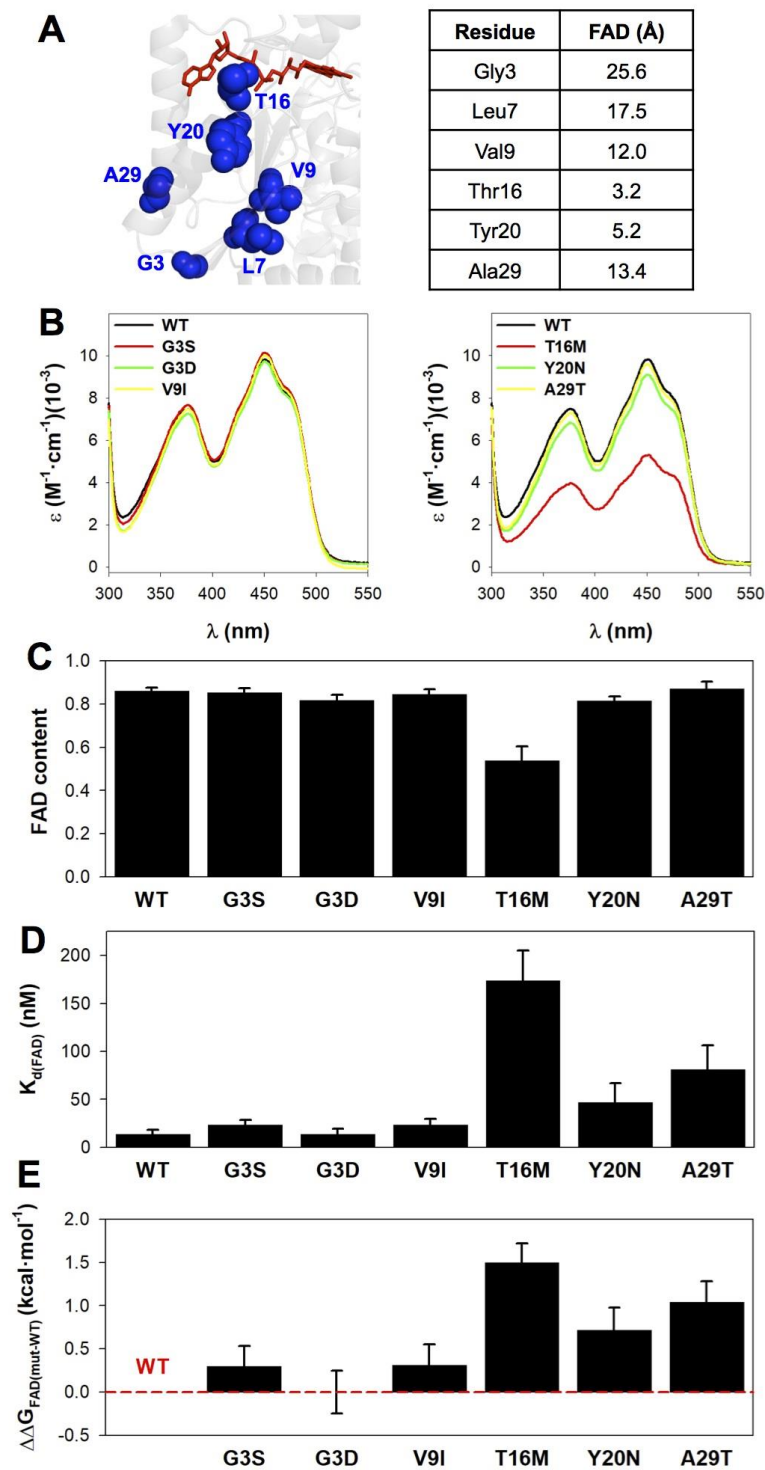 A
T16
Y20
A29
V9
G3
L7
Residue FAD (Å)
Gly3 25.6
Leu7 17.5
Val9 12.0
Thr16 3.2
Tyr20 5.2
Ala29 13.4
B
WT
G3S
G3D
V9I
10
8
6
4
2
0
300 350 400 450 500 550
ε (M⁻¹·cm⁻¹)(10⁻³)
λ (nm)
WT
T16M
Y20N
A29T
10
8
6
4
2
0
300 350 400 450 500 550
ε (M⁻¹·cm⁻¹)(10⁻³)
λ (nm)
C
FAD content
1.0
0.8
0.6
0.4
0.2
0.0
WT G3S G3D V9I T16M Y20N A29T
D
K_d(FAD) (nM)
200
150
100
50
0
WT G3S G3D V9I T16M Y20N A29T
E
ΔΔG_FAD(mut-WT) (kcal·mol⁻¹)
2.0
1.5
1.0
0.5
0.0
-0.5
WT
G3S G3D V9I T16M Y20N A29T